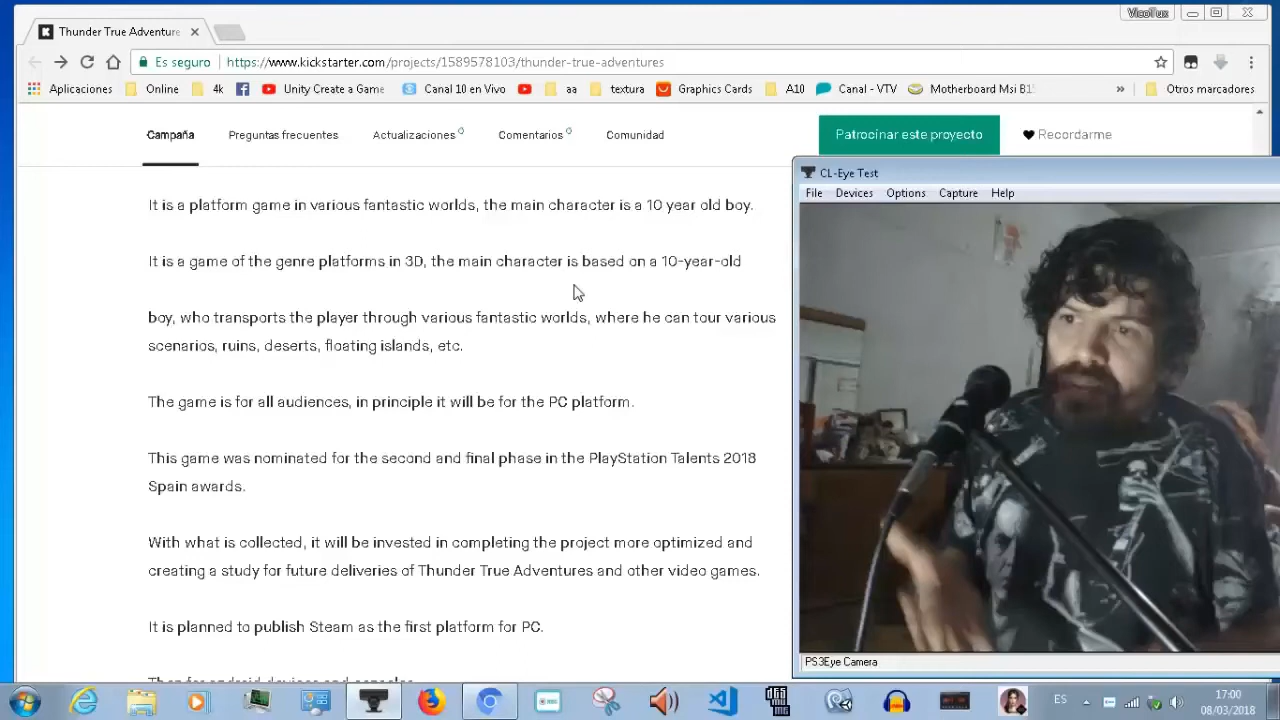 VicoTux
Thunder True Adventure
Es seguro
https://www.kickstarter.com/projects/1589578103/thunder-true-adventures
Aplicaciones
Online
4k
Unity Create a Game
Canal 10 en Vivo
aa
textura
Graphics Cards
A10
Canal - VTV
Motherboard Msi B15
»
Otros marcadores
Campaña
Preguntas frecuentes
Actualizaciones
Comentarios
Comunidad
Patrocinar este proyecto
Recordarme
It is a platform game in various fantastic worlds, the main character is a 10 year old boy.
It is a game of the genre platforms in 3D, the main character is based on a 10-year-old
boy, who transports the player through various fantastic worlds, where he can tour various
scenarios, ruins, deserts, floating islands, etc.
The game is for all audiences, in principle it will be for the PC platform.
This game was nominated for the second and final phase in the PlayStation Talents 2018
Spain awards.
With what is collected, it will be invested in completing the project more optimized and
creating a study for future deliveries of Thunder True Adventures and other video games.
It is planned to publish Steam as the first platform for PC.
CL-Eye Test
File Devices Options Capture Help
PS3Eye Camera
ES
17:00
08/03/2018